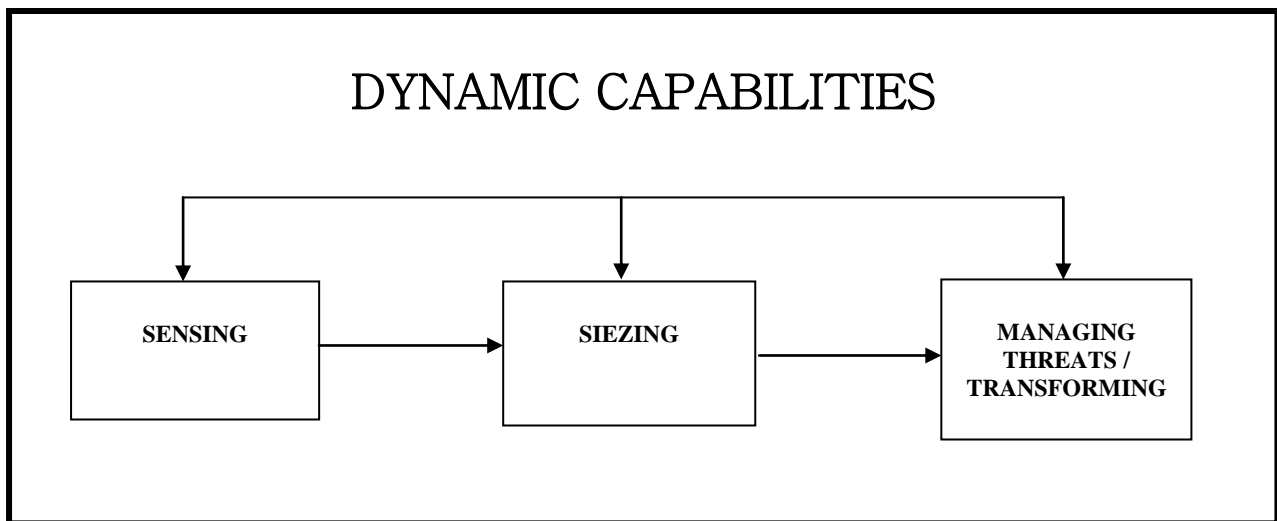 DYNAMIC CAPABILITIES
SENSING
SIEZING
MANAGING
THREATS /
TRANSFORMING